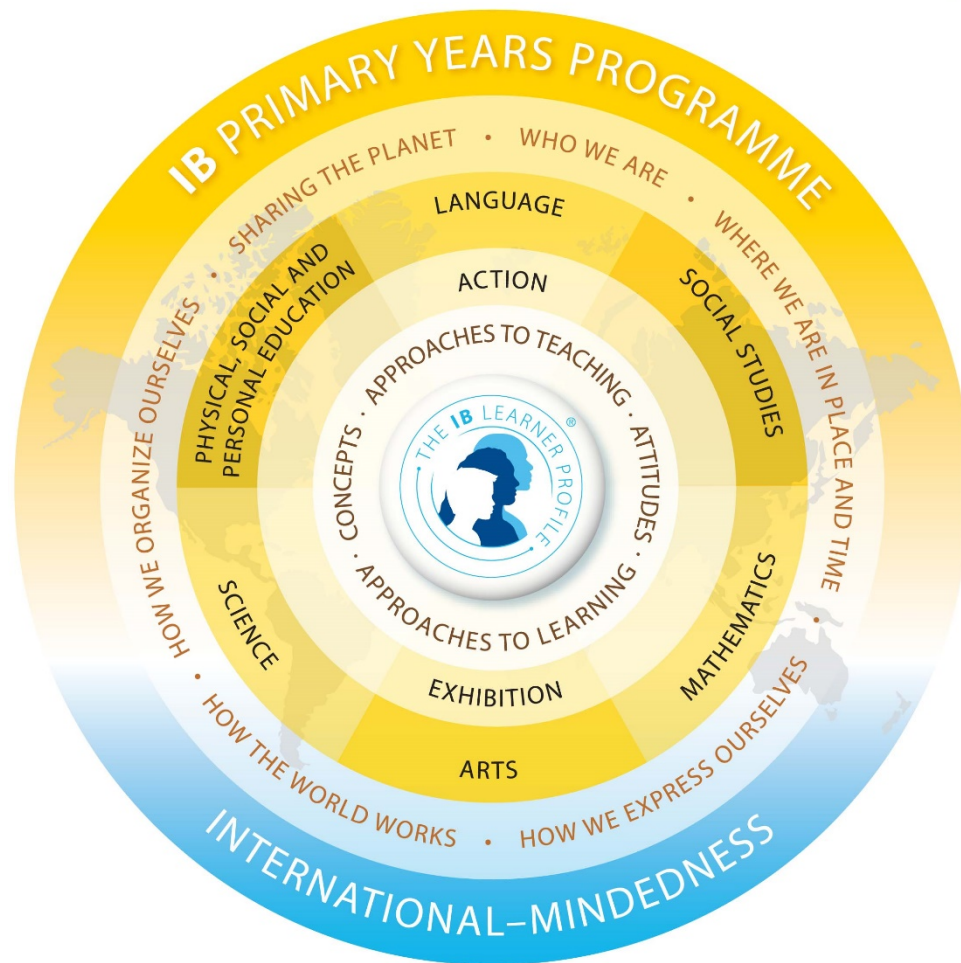 IB PRIMARY YEARS PROGRAMME
SHARING THE PLANET
•
WHO WE ARE
•
WHERE WE ARE IN PLACE AND TIME
•
HOW WE EXPRESS OURSELVES
•
HOW THE WORLD WORKS
•
HOW WE ORGANIZE OURSELVES
•
LANGUAGE
SOCIAL STUDIES
MATHEMATICS
ARTS
SCIENCE
PHYSICAL, SOCIAL AND
PERSONAL EDUCATION
ACTION
EXHIBITION
APPROACHES TO TEACHING · ATTITUDES · APPROACHES TO LEARNING · CONCEPTS ·
THE IB LEARNER PROFILE
®
INTERNATIONAL–MINDEDNESS